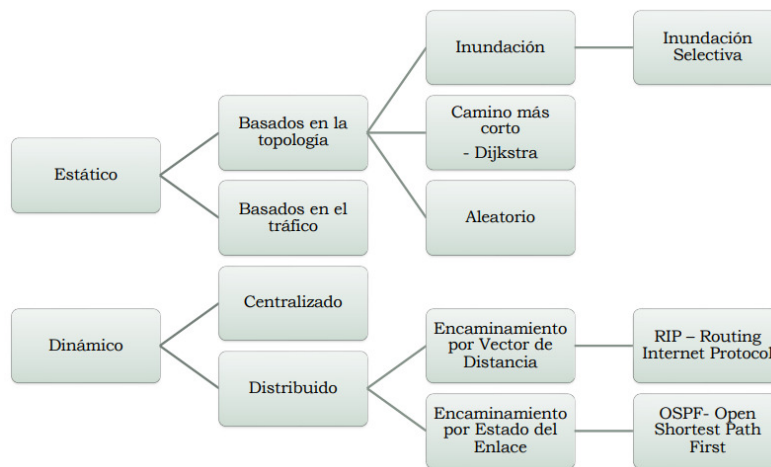 Estático
Basados en la
topología
Inundación
Inundación
Selectiva
Camino más
corto
- Dijkstra
Aleatorio
Basados en el
tráfico
Dinámico
Centralizado
Distribuido
Encaminamiento
por Vector de
Distancia
RIP – Routing
Internet Protocol
Encaminamiento
por Estado del
Enlace
OSPF- Open
Shortest Path
First